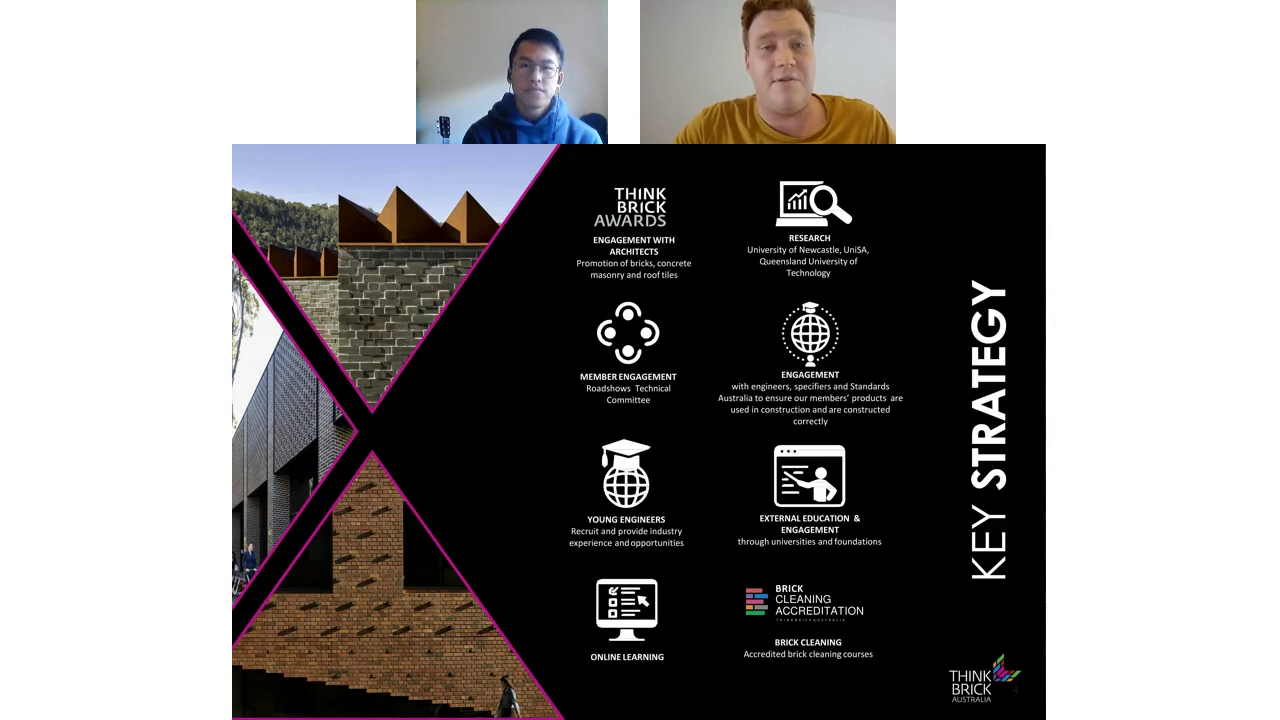 THINK
BRICK
AWARDS
ENGAGEMENT WITH
ARCHITECTS
Promotion of bricks, concrete
masonry and roof tiles
RESEARCH
University of Newcastle, UniSA,
Queensland University of
Technology
MEMBER ENGAGEMENT
Roadshows Technical
Committee
ENGAGEMENT
with engineers, specifiers and Standards
Australia to ensure our members’ products are
used in construction and are constructed
correctly
YOUNG ENGINEERS
Recruit and provide industry
experience and opportunities
EXTERNAL EDUCATION &
ENGAGEMENT
through universities and foundations
ONLINE LEARNING
BRICK
CLEANING
ACCREDITATION
THINK BRICK AUSTRALIA
BRICK CLEANING
Accredited brick cleaning courses
KEY STRATEGY
THINK
BRICK
AUSTRALIA
4